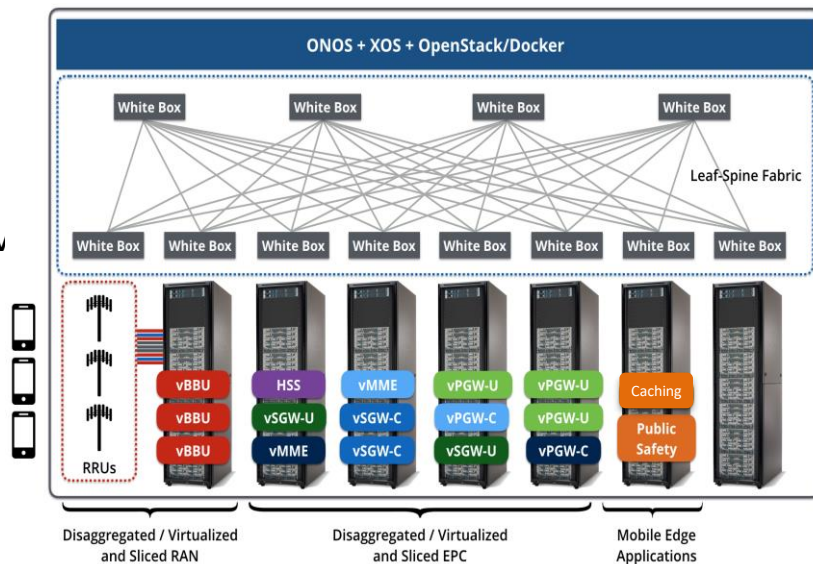 ONOS + XOS + OpenStack/Docker
White Box White Box White Box White Box
Leaf-Spine Fabric
White Box White Box White Box White Box White Box White Box White Box White Box
vBBU HSS vMME vPGW-U vPGW-U Caching
vBBU vSGW-U vSGW-C vPGW-C vPGW-U Public
Safety
vBBU vMME vSGW-C vSGW-U vPGW-C
RRUs
Disaggregated / Virtualized
and Sliced RAN
Disaggregated / Virtualized
and Sliced EPC
Mobile Edge
Applications